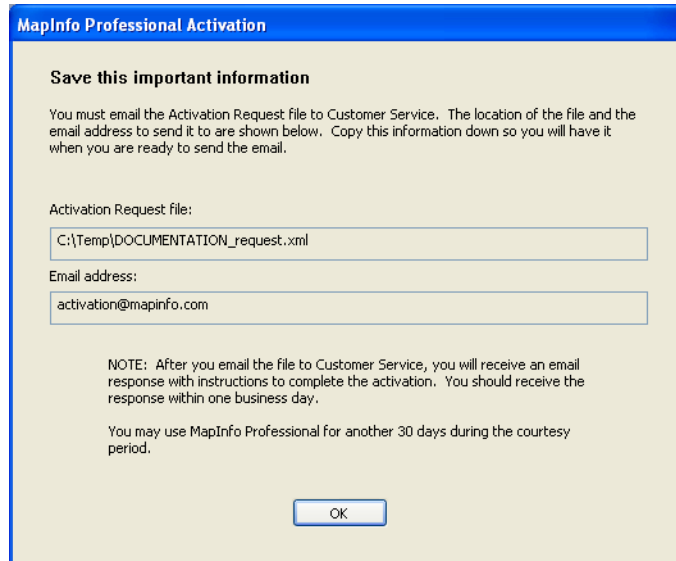 MapInfo Professional Activation
Save this important information
You must email the Activation Request file to Customer Service. The location of the file and the
email address to send it to are shown below. Copy this information down so you will have it
when you are ready to send the email.
Activation Request file:
C:\Temp\DOCUMENTATION_request.xml
Email address:
activation@mapinfo.com
NOTE: After you email the file to Customer Service, you will receive an email
response with instructions to complete the activation. You should receive the
response within one business day.
You may use MapInfo Professional for another 30 days during the courtesy
period.
OK